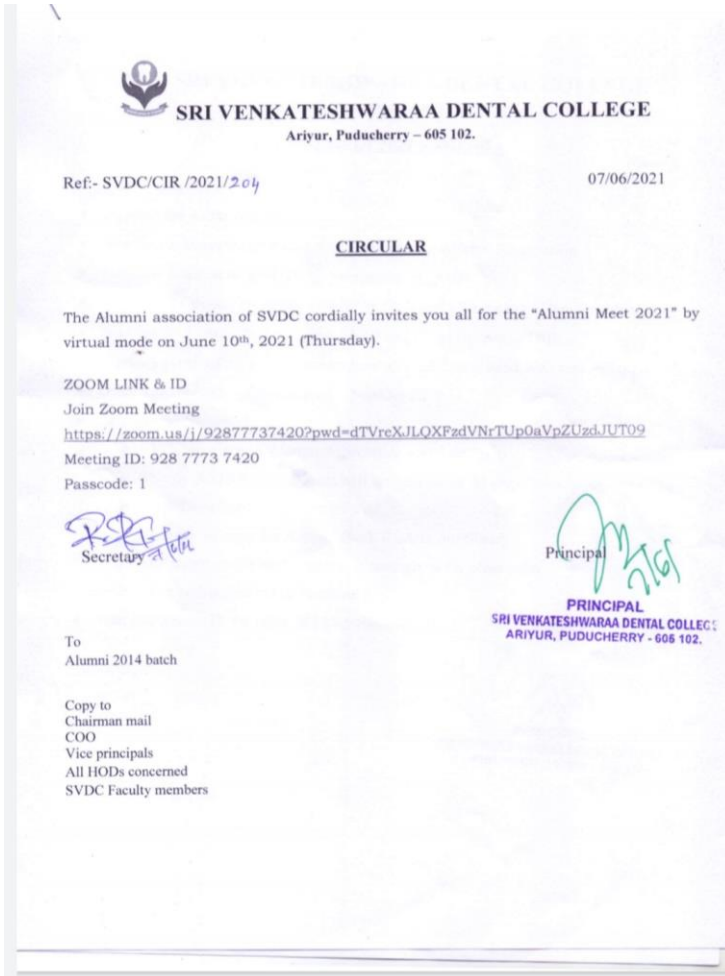 SRI VENKATESHWARAA DENTAL COLLEGE
Ariyur, Puducherry – 605 102.
Ref:- SVDC/CIR /2021/204
07/06/2021
CIRCULAR
The Alumni association of SVDC cordially invites you all for the "Alumni Meet 2021" by
virtual mode on June 10th, 2021 (Thursday).
ZOOM LINK & ID
Join Zoom Meeting
https://zoom.us/j/92877737420?pwd=dTVreXJLQXFzdVNrTUp0aVpZUzdJUT09
Meeting ID: 928 7773 7420
Passcode: 1
Secretary
Principal
PRINCIPAL
SRI VENKATESHWARAA DENTAL COLLEGE
ARIYUR, PUDUCHERRY - 605 102.
To
Alumni 2014 batch
Copy to
Chairman mail
COO
Vice principals
All HODs concerned
SVDC Faculty members